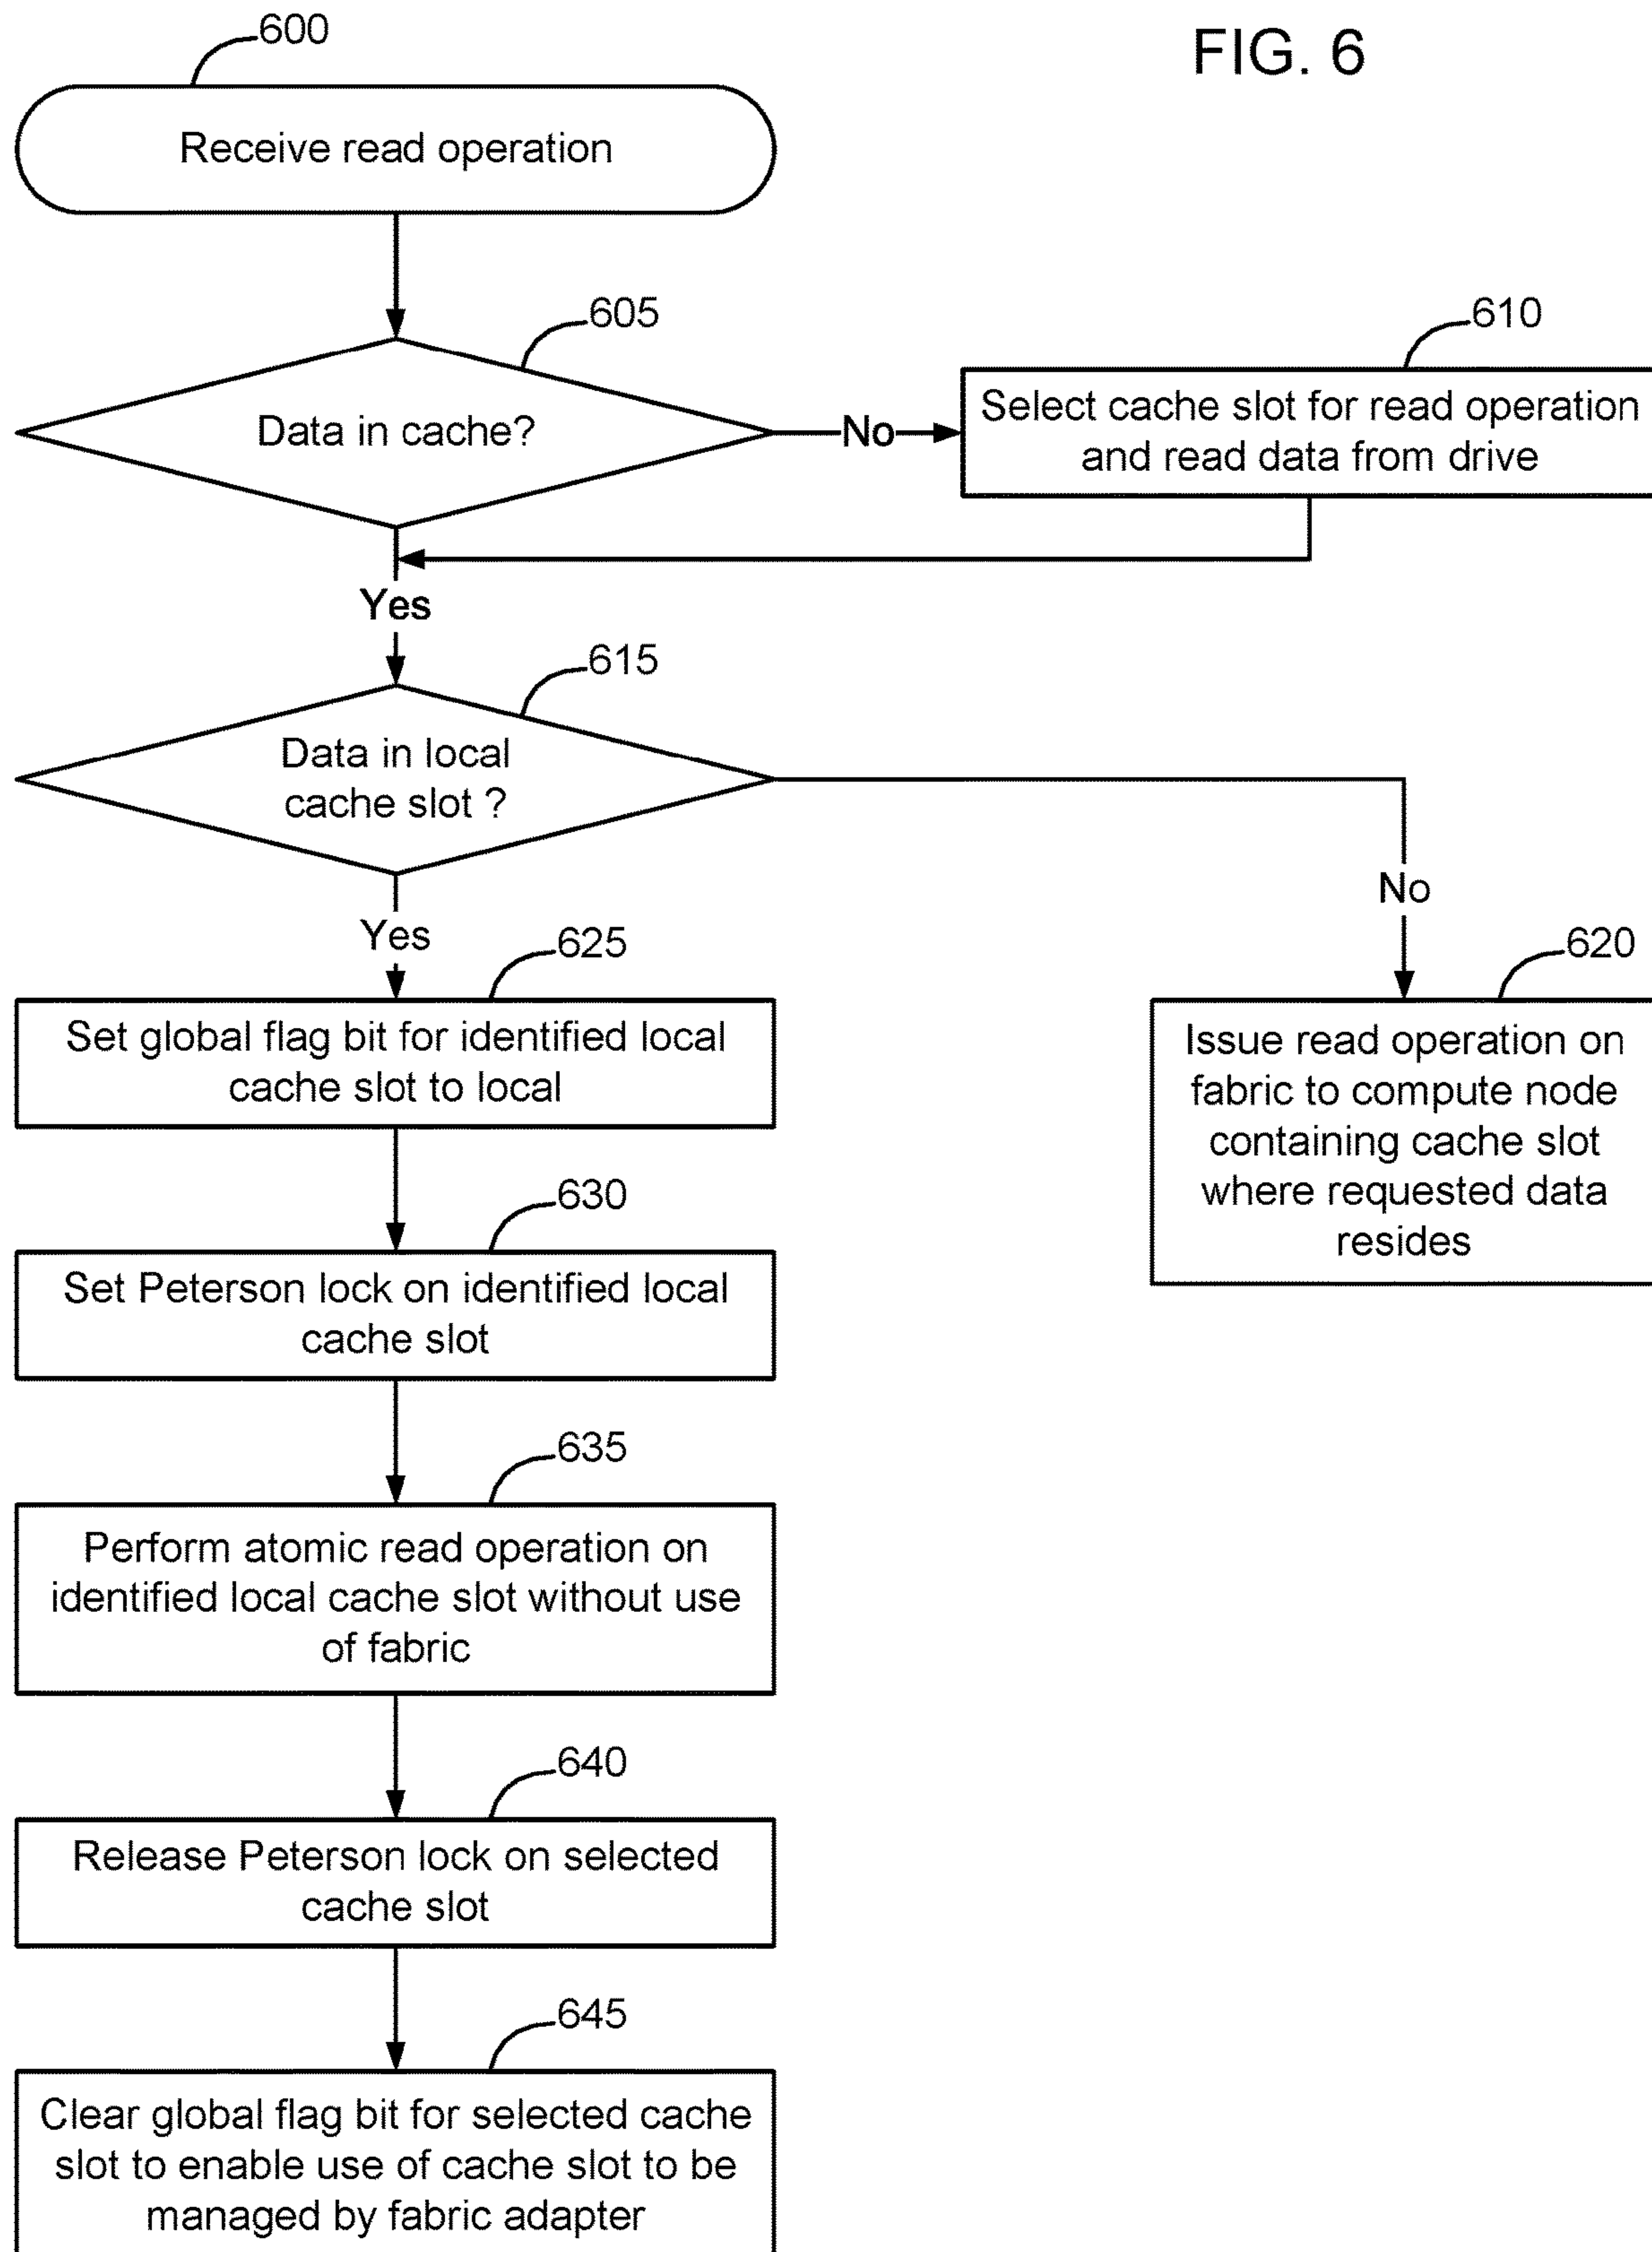 600
FIG. 6
Receive read operation
605
610
Data in cache?
No
Select cache slot for read operation
and read data from drive
Yes
615
Data in local
cache slot ?
No
Yes
625
620
Set global flag bit for identified local
cache slot to local
Issue read operation on
fabric to compute node
containing cache slot
where requested data
resides
630
Set Peterson lock on identified local
cache slot
635
Perform atomic read operation on
identified local cache slot without use
of fabric
640
Release Peterson lock on selected
cache slot
645
Clear global flag bit for selected cache
slot to enable use of cache slot to be
managed by fabric adapter